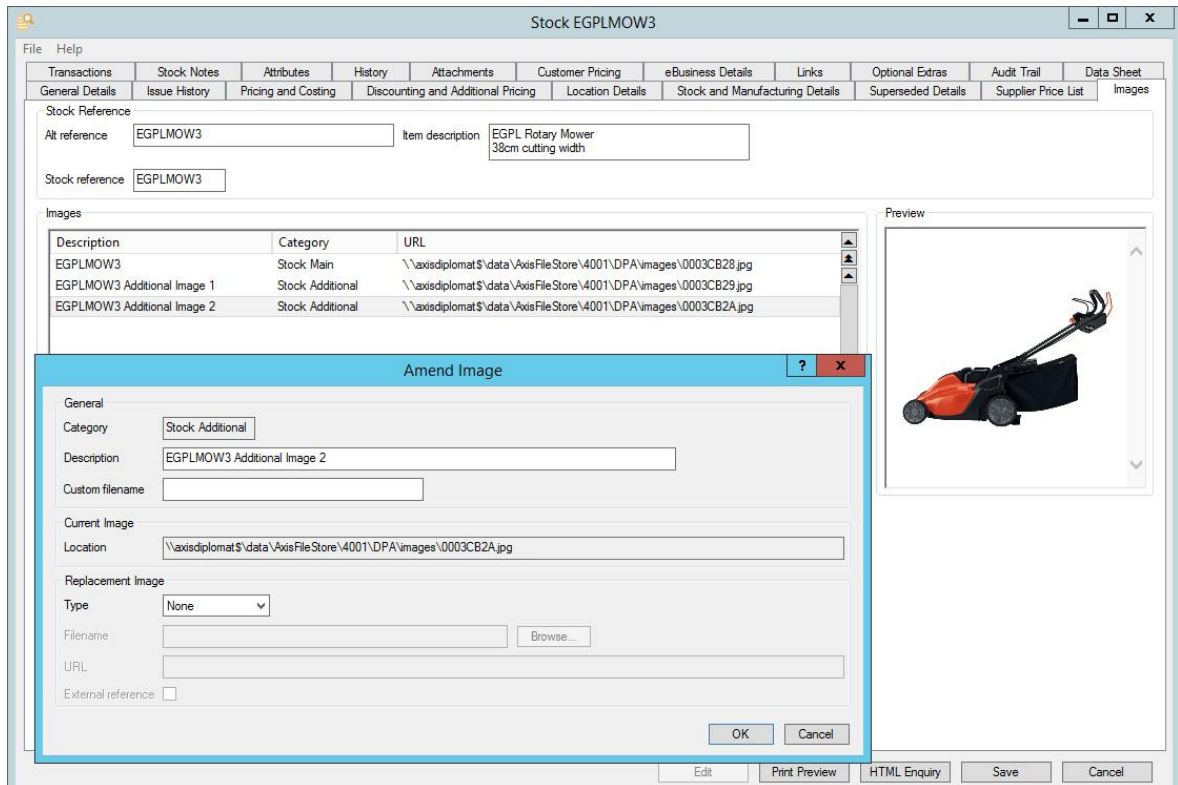 Stock EGPLMOW3
File Help
Transactions Stock Notes Attributes History Attachments Customer Pricing eBusiness Details Links Optional Extras Audit Trail Data Sheet
General Details Issue History Pricing and Costing Discounting and Additional Pricing Location Details Stock and Manufacturing Details Superseded Details Supplier Price List Images
Stock Reference
Alt reference EGPLMOW3 Item description EGPL Rotary Mower
38cm cutting width
Stock reference EGPLMOW3
Images Preview
Description Category URL
EGPLMOW3 Stock Main \\axisdiplomat$\data\AxisFileStore\4001\DPA\images\0003CB28.jpg
EGPLMOW3 Additional Image 1 Stock Additional \\axisdiplomat$\data\AxisFileStore\4001\DPA\images\0003CB29.jpg
EGPLMOW3 Additional Image 2 Stock Additional \\axisdiplomat$\data\AxisFileStore\4001\DPA\images\0003CB2A.jpg
Amend Image ? x
General
Category Stock Additional
Description EGPLMOW3 Additional Image 2
Custom filename
Current Image
Location \\axisdiplomat$\data\AxisFileStore\4001\DPA\images\0003CB2A.jpg
Replacement Image
Type None
Filename Browse...
URL
External reference
OK Cancel
Edit Print Preview HTML Enquiry Save Cancel